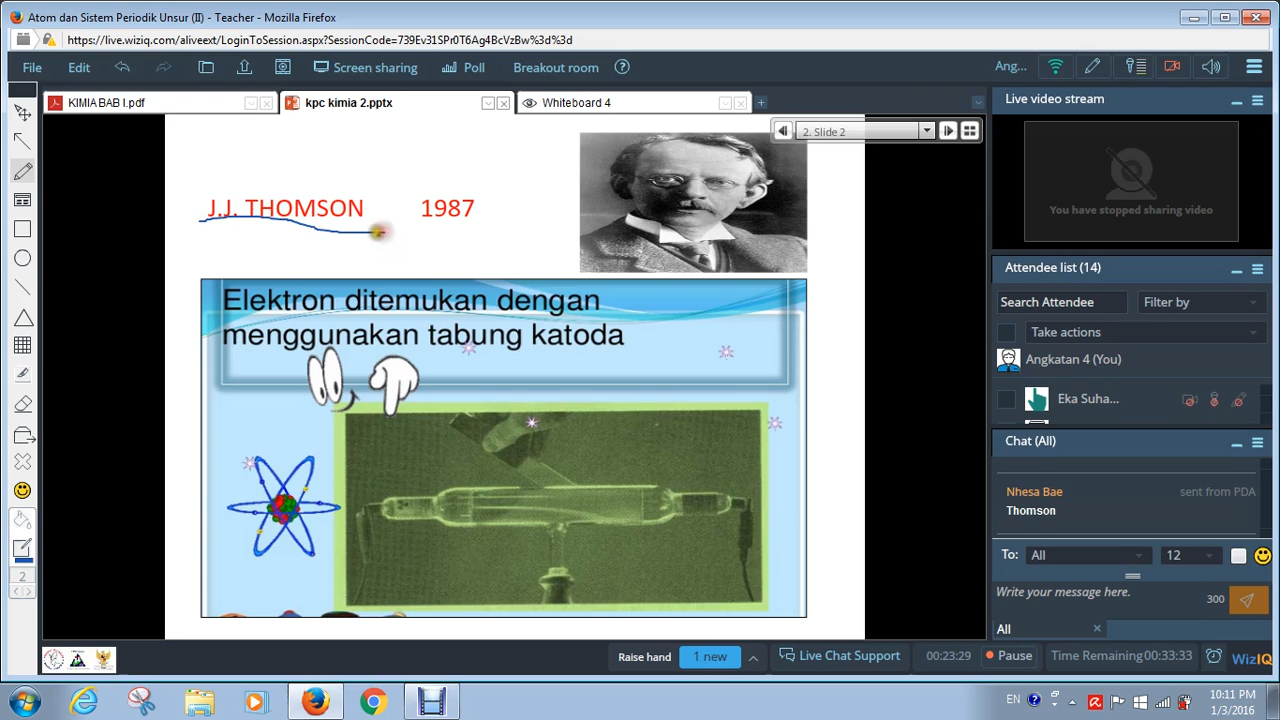 Atom dan Sistem Periodik Unsur (II) - Teacher - Mozilla Firefox
https://live.wiziq.com/aliveext/LoginToSession.aspx?SessionCode=739Ev31SPr0T6Ag4BcVzBw%3d%3d
File Edit Screen sharing Poll Breakout room ? Ang...
KIMIA BAB I.pdf kpc kimia 2.pptx Whiteboard 4
Live video stream
2. Slide 2
You have stopped sharing video
J.J. THOMSON 1987
Attendee list (14)
Search Attendee Filter by
Take actions
Angkatan 4 (You)
Eka Suha...
Elektron ditemukan dengan
menggunakan tabung katoda
Chat (All)
Nhesa Bae sent from PDA
Thomson
To: All 12
Write your message here. 300
All
2
Raise hand 1 new Live Chat Support 00:23:29 Pause Time Remaining 00:33:33 WizIQ
EN 10:11 PM
1/3/2016